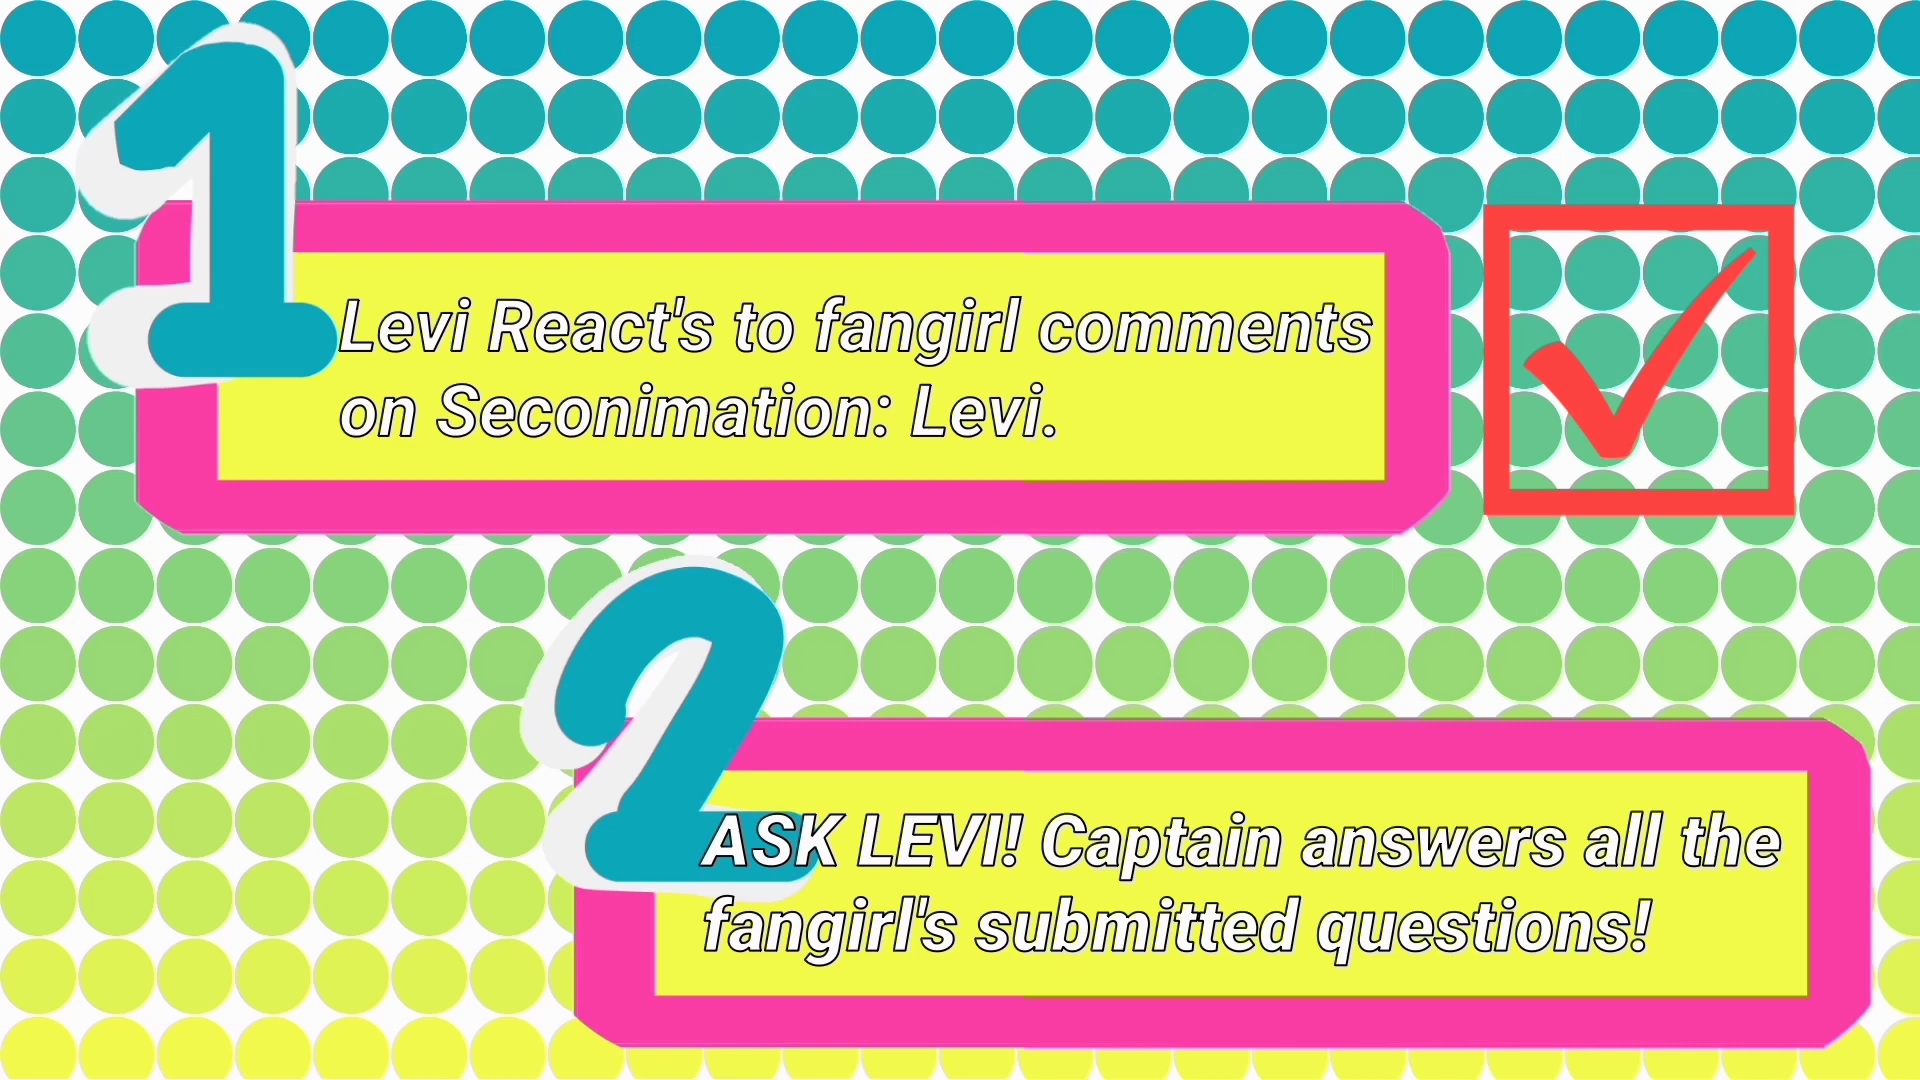 1
Levi React's to fangirl comments
on Seconimation: Levi.
2
ASK LEVI! Captain answers all the
fangirl's submitted questions!